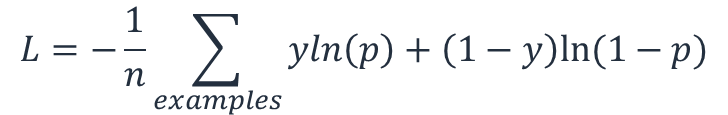 L = −1/n ∑ examples yln(p) + (1 − y)ln(1 − p)